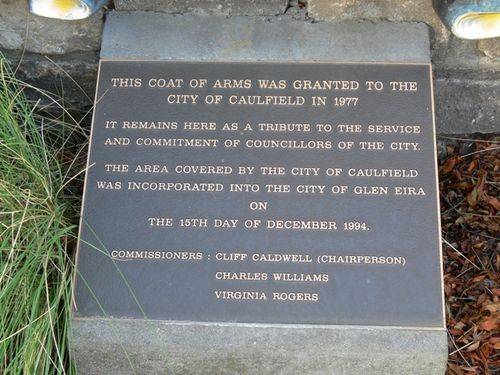 THIS COAT OF ARMS WAS GRANTED TO THE
CITY OF CAULFIELD IN 1977
IT REMAINS HERE AS A TRIBUTE TO THE SERVICE
AND COMMITMENT OF COUNCILLORS OF THE CITY.
THE AREA COVERED BY THE CITY OF CAULFIELD
WAS INCORPORATED INTO THE CITY OF GLEN EIRA
ON
THE 15TH DAY OF DECEMBER 1994.
COMMISSIONERS : CLIFF CALDWELL (CHAIRPERSON)
CHARLES WILLIAMS
VIRGINIA ROGERS